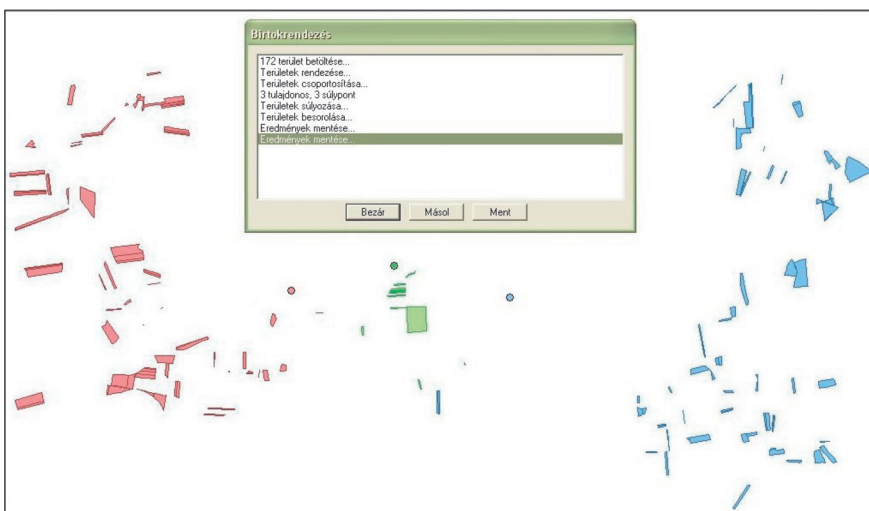 Birtokrendezés
172 terület betöltése...
Területek rendezése...
Területek csoportosítása...
3 tulajdonos, 3 súlypont
Területek súlyozása...
Területek besorolása...
Eredmények mentése...
Eredmények mentése...
Bezár
Másol
Ment